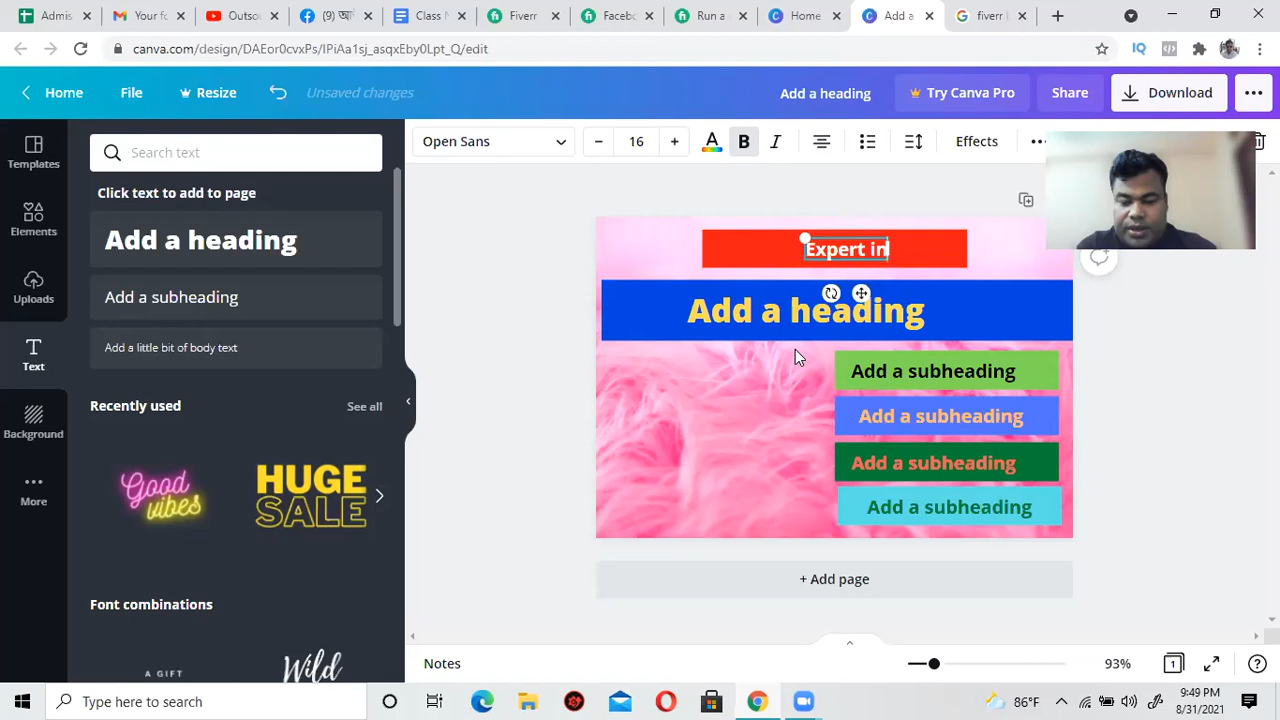 Admis
Your f
Outsc
(9) আ
Class N
Fiverr
Faceb
Run
Home
Add a
fiverr l
canva.com/design/DAEor0cvxPs/IPiAa1sj_asqxEby0Lpt_Q/edit
Home
File
Resize
Unsaved changes
Add a heading
Try Canva Pro
Share
Download
Templates
Elements
Uploads
Text
Background
More
Search text
Click text to add to page
Add a heading
Add a subheading
Add a little bit of body text
Recently used
See all
Good vibes
HUGE SALE
Font combinations
A GIFT
Wild
Open Sans
16
A
B
I
Effects
Expert in
Add a heading
Add a subheading
Add a subheading
Add a subheading
Add a subheading
+ Add page
Notes
93%
1
Type here to search
86°F
9:49 PM
8/31/2021